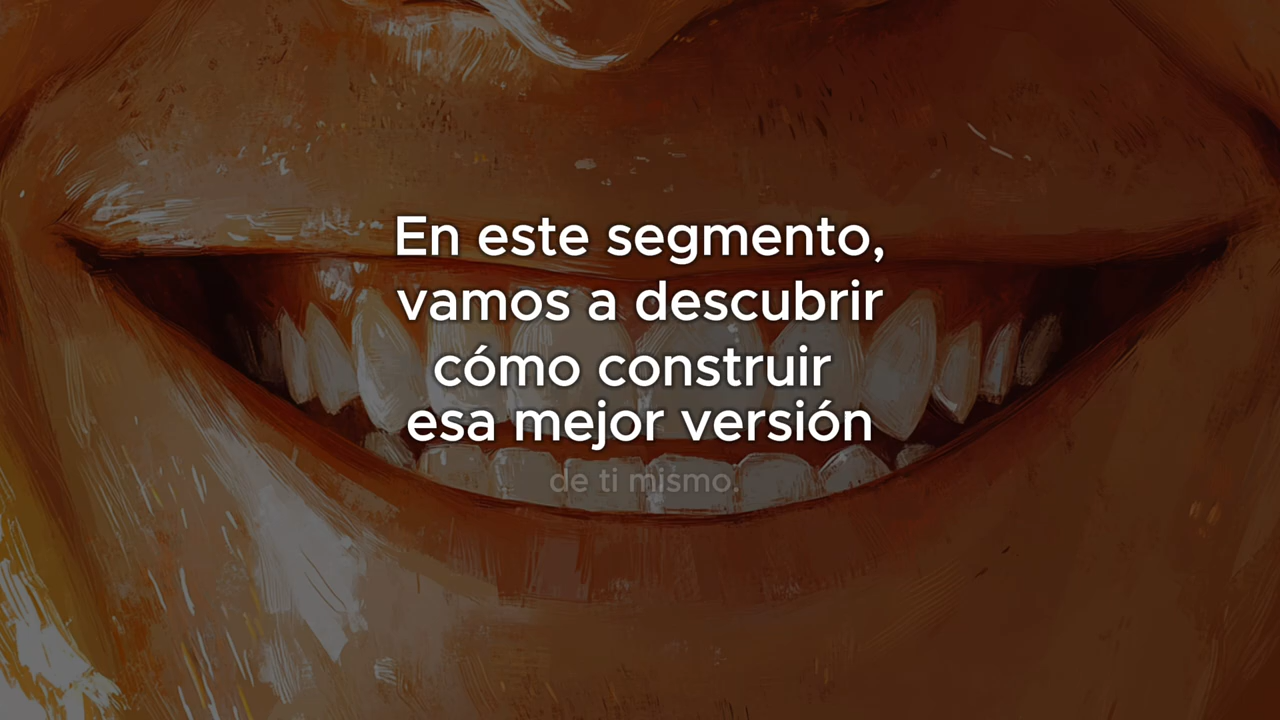 En este segmento,
vamos a descubrir
cómo construir
esa mejor versión
de ti mismo.